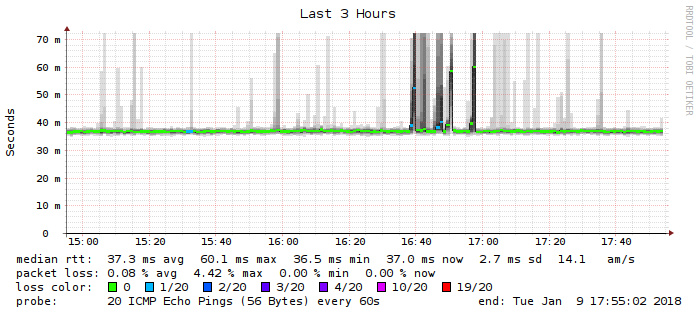 Last 3 Hours
RRDTOOL / TOBI OETIKER
Seconds
70 m
60 m
50 m
40 m
30 m
20 m
10 m
0
15:00 15:20 15:40 16:00 16:20 16:40 17:00 17:20 17:40
median rtt: 37.3 ms avg 60.1 ms max 36.5 ms min 37.0 ms now 2.7 ms sd 14.1 am/s
packet loss: 0.08 % avg 4.42 % max 0.00 % min 0.00 % now
loss color: 0 1/20 2/20 3/20 4/20 10/20 19/20
probe: 20 ICMP Echo Pings (56 Bytes) every 60s end: Tue Jan 9 17:55:02 2018